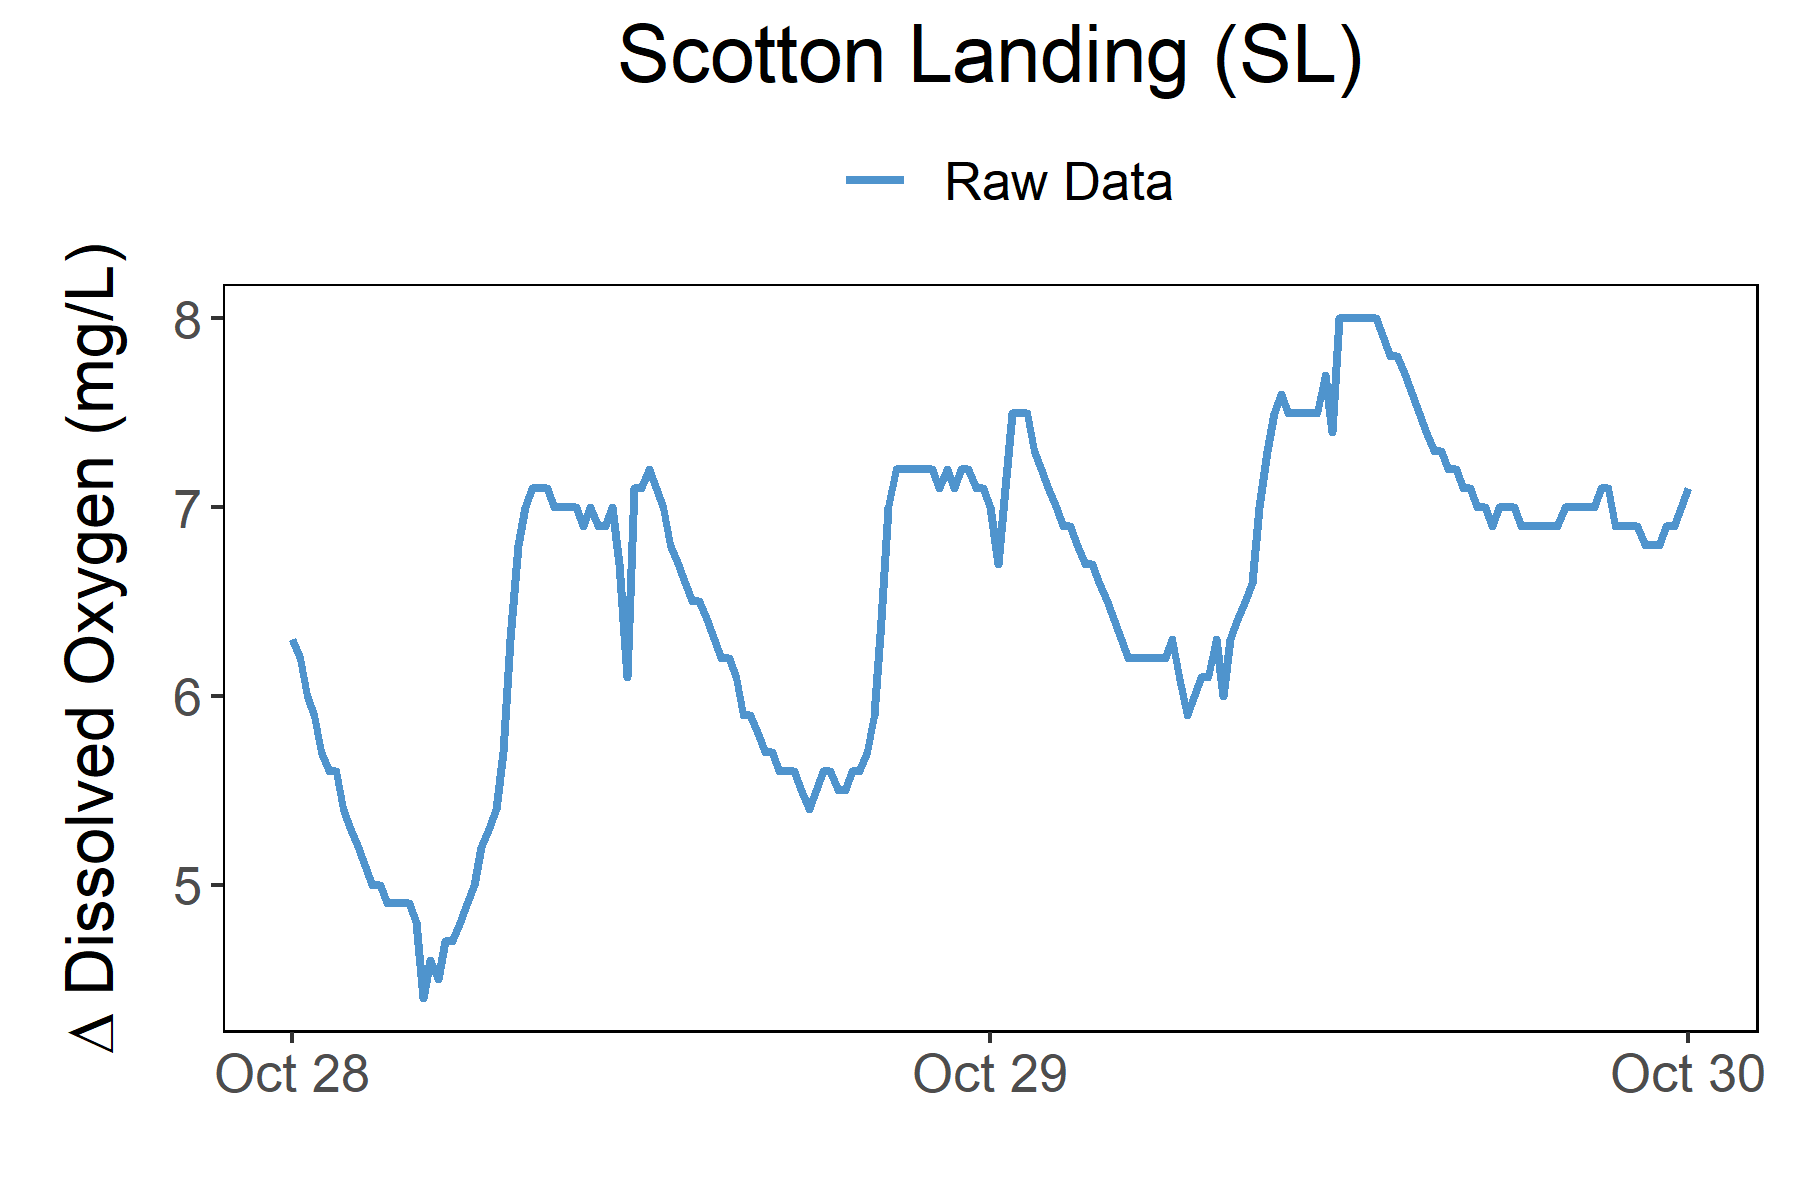 Scotton Landing (SL)
Raw Data
Δ Dissolved Oxygen (mg/L)
8
7
6
5
Oct 28
Oct 29
Oct 30